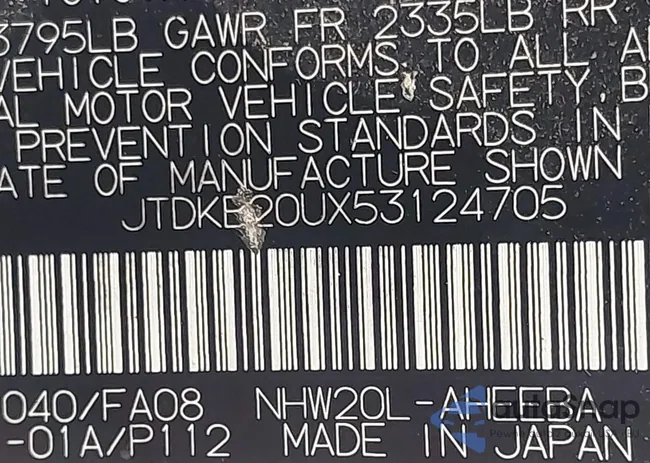 3795LB GAWR FR 2335LB RR
VEHICLE CONFORMS TO ALL A
AL MOTOR VEHICLE SAFETY, B
PREVENTION STANDARDS IN
ATE OF MANUFACTURE SHOWN
JTDKB20UX53124705
040/FA08 NHW20L-AHEEBA
-01A/P112 MADE IN JAPAN
autoSnap